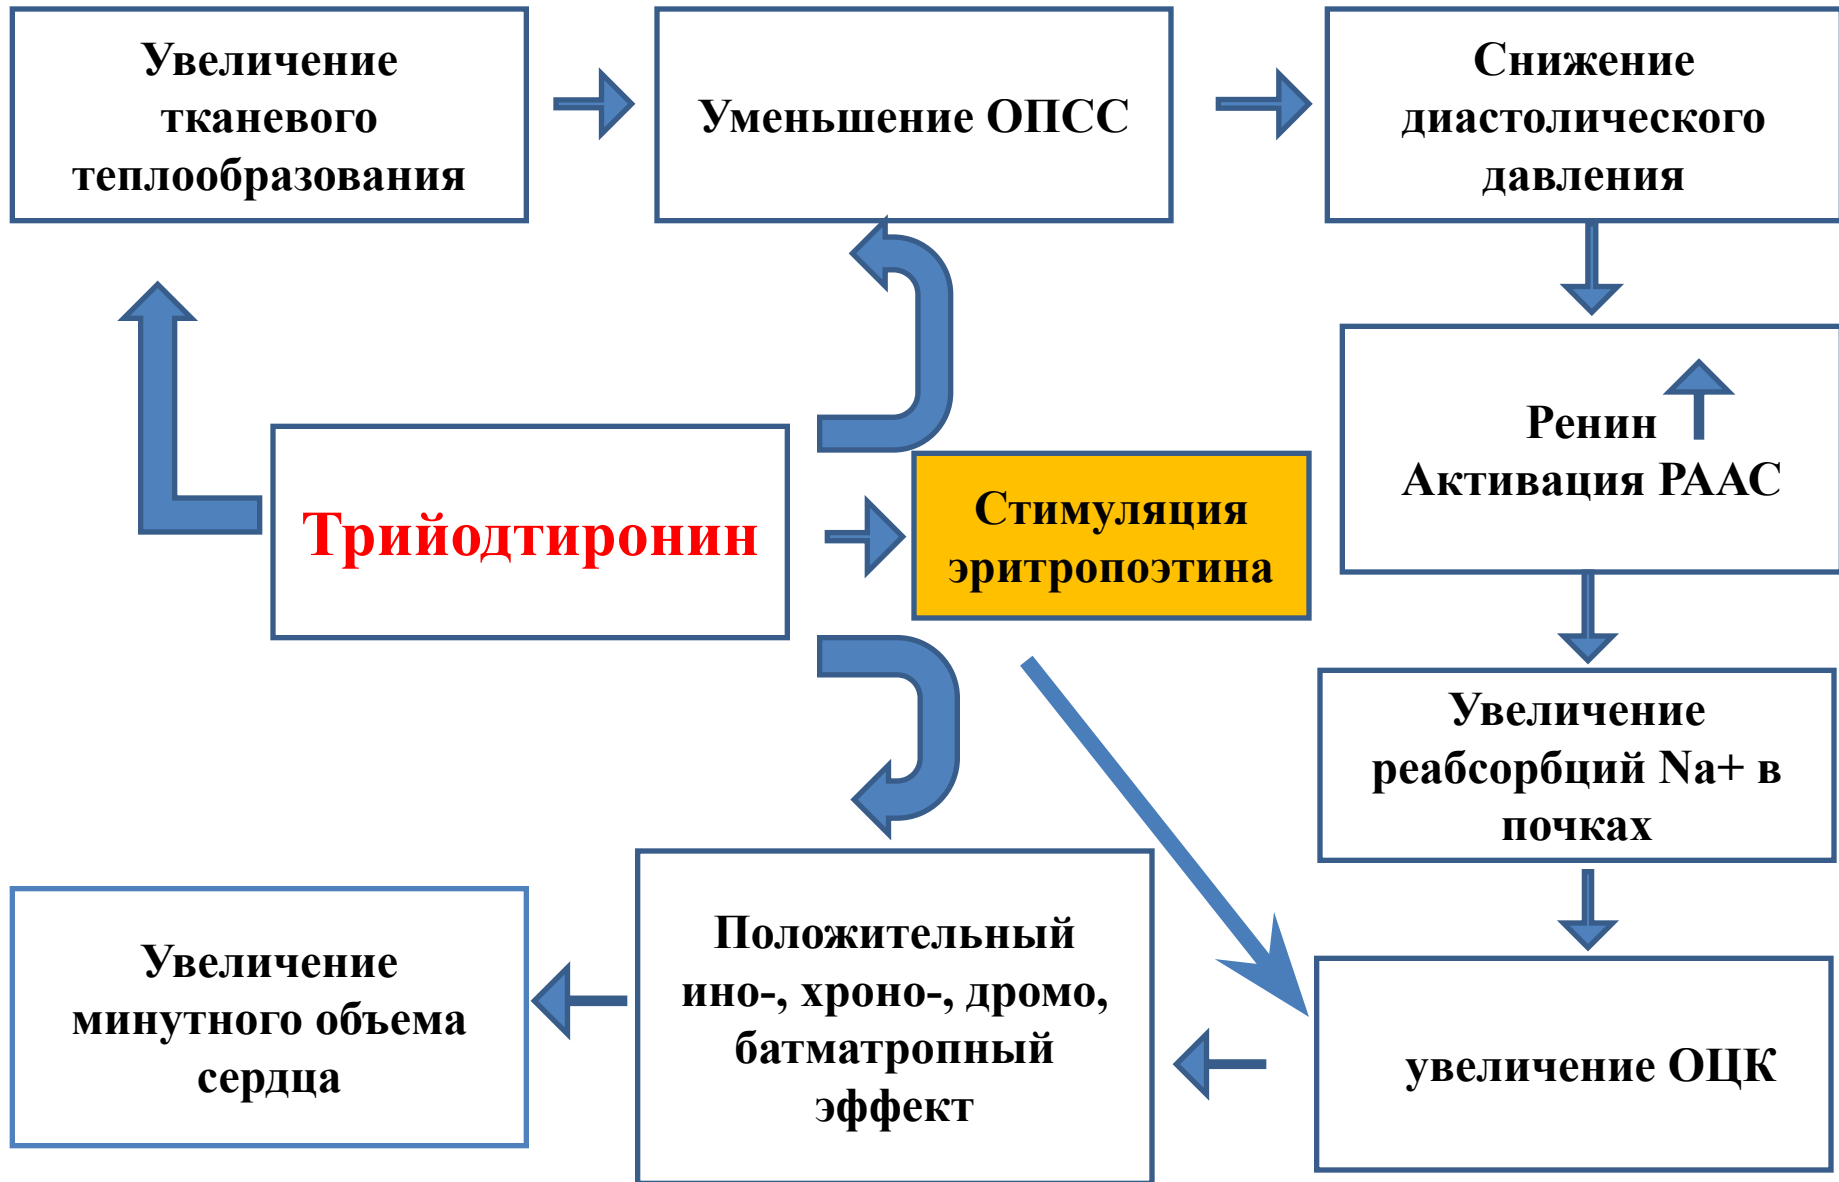 Увеличение
тканевого
теплообразования
Уменьшение ОПСС
Снижение
диастолического
давления
Ренин
Активация РААС
Трийодтиронин
Стимуляция
эритропоэтина
Увеличение
реабсорбций Na+ в
почках
Увеличение
минутного объема
сердца
Положительный
ино-, хроно-, дромо,
батматропный
эффект
увеличение ОЦК